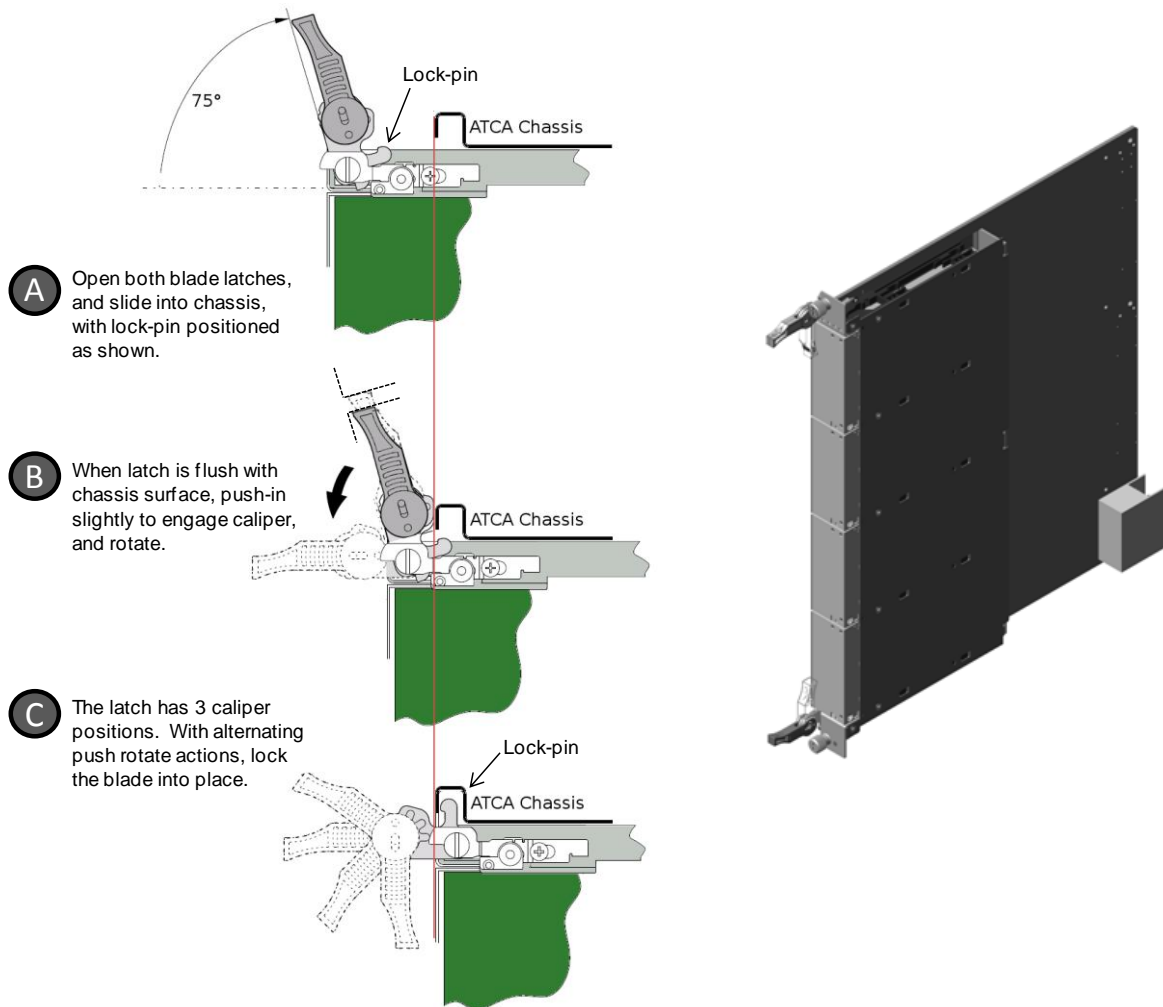 75°
Lock-pin
ATCA Chassis
A
Open both blade latches,
and slide into chassis,
with lock-pin positioned
as shown.
B
When latch is flush with
chassis surface, push-in
slightly to engage caliper,
and rotate.
ATCA Chassis
C
The latch has 3 caliper
positions.  With alternating
push rotate actions, lock
the blade into place.
Lock-pin
ATCA Chassis